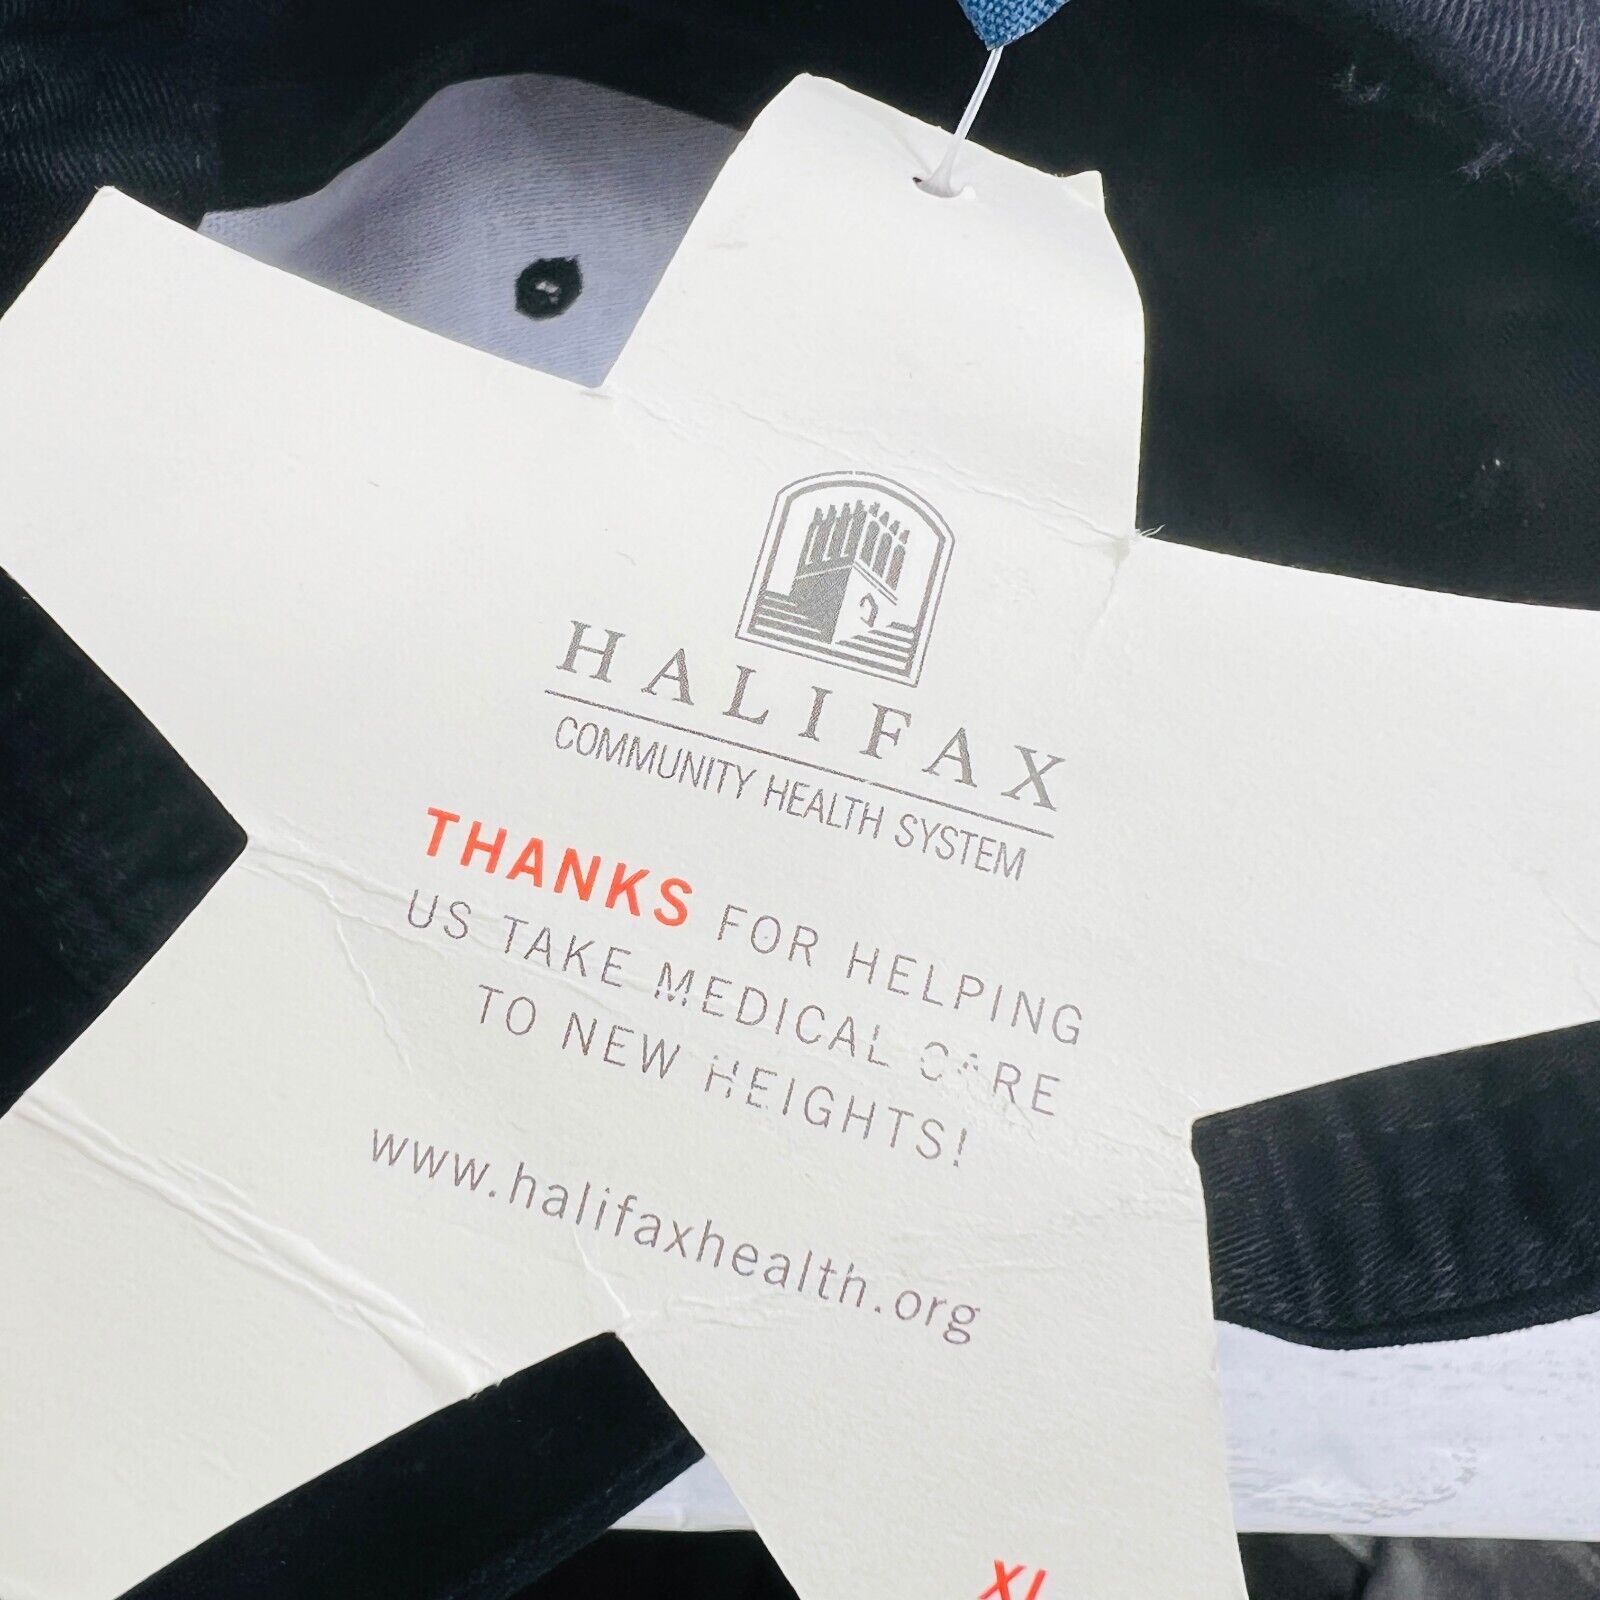 HALIFAX
COMMUNITY HEALTH SYSTEM
THANKS FOR HELPING
US TAKE MEDICAL CARE
TO NEW HEIGHTS!
www.halifaxhealth.org
XL